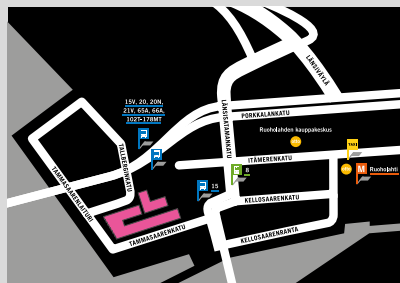 LÄNSIVÄYLÄ
15V, 20, 20N,
21V, 65A, 66A,
102T-178MT
PORKKALANKATU
LÄNSISATAMANKATU
Ruoholahden kauppakeskus
TAXI
ITÄMERENKATU
TALLBERGINKATU
M Ruoholahti
8
15
TAMMASAARENLAITURI
KELLOSAARENKATU
TAMMASAARENKATU
KELLOSAARENRANTA